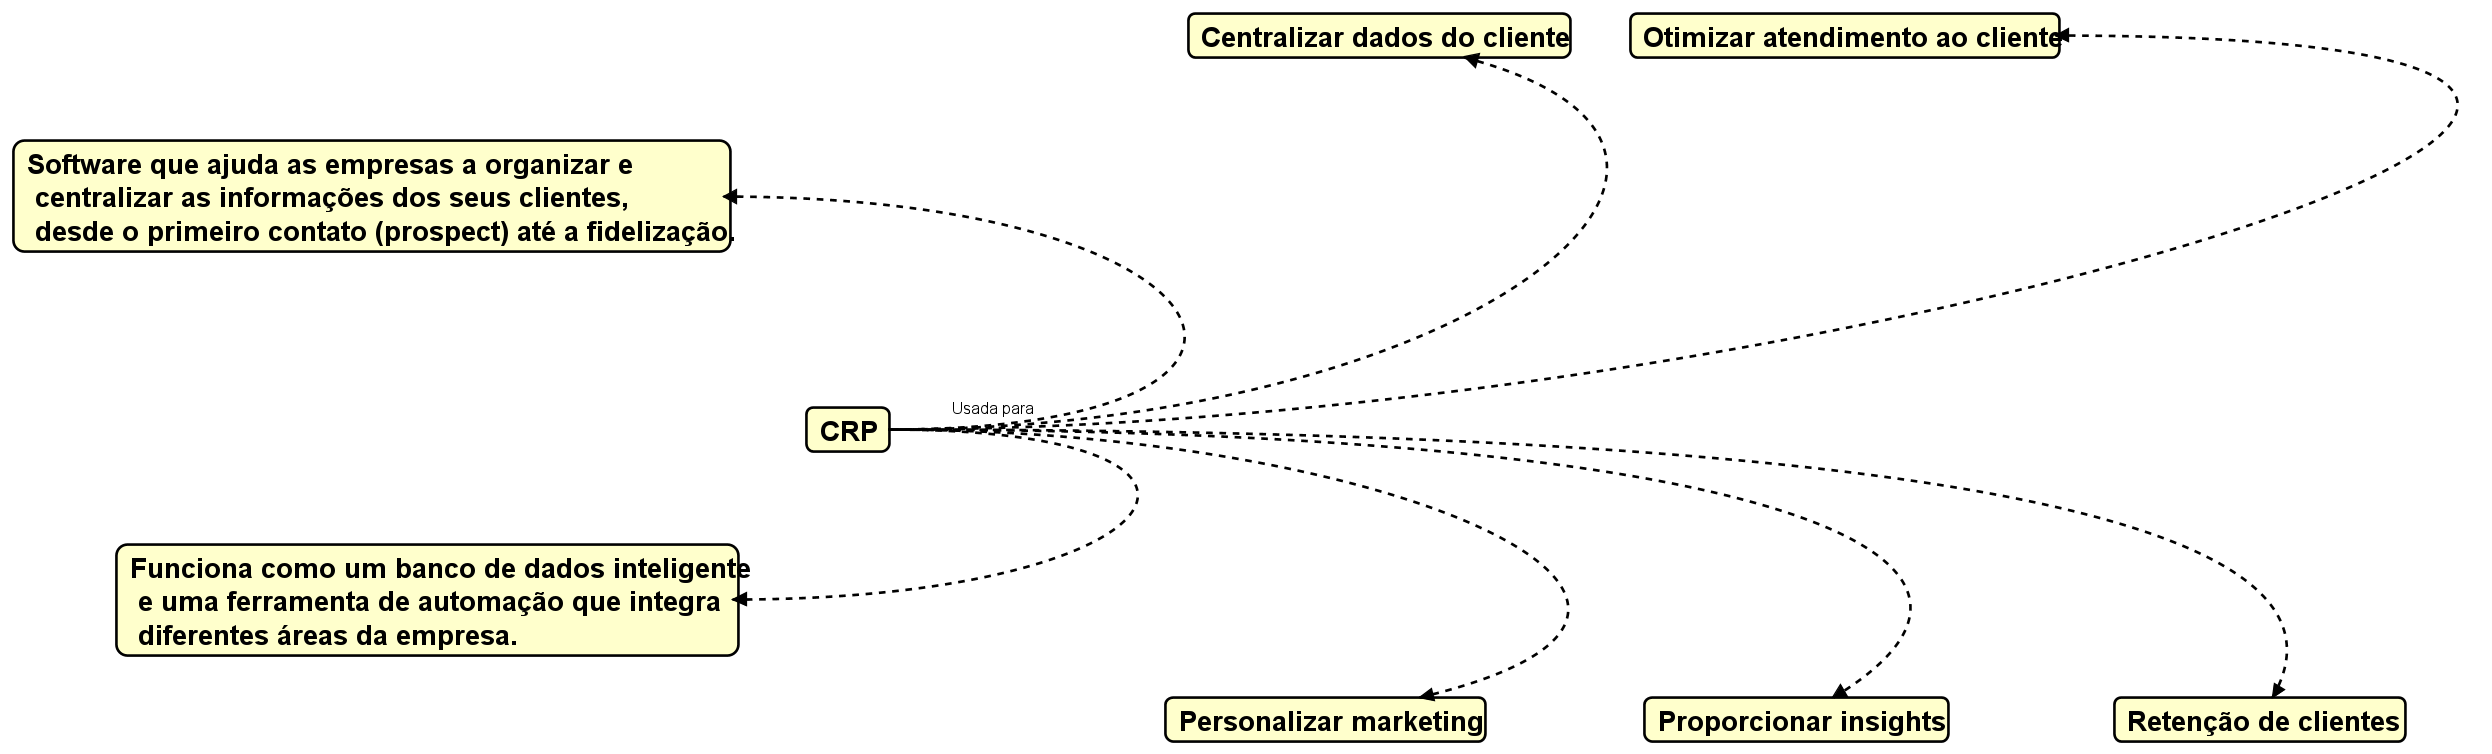 Centralizar dados do cliente
Otimizar atendimento ao cliente
Software que ajuda as empresas a organizar e
centralizar as informações dos seus clientes,
desde o primeiro contato (prospect) até a fidelização.
Usada para
CRP
Funciona como um banco de dados inteligente
e uma ferramenta de automação que integra
diferentes áreas da empresa.
Personalizar marketing
Proporcionar insights
Retenção de clientes